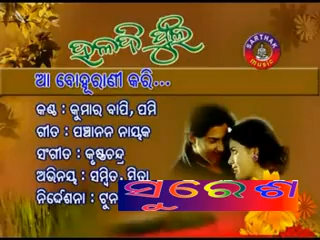 ହଳଦୀ ସୁନା
SARTHAK
music
ଆ ବୋହୂରାଣୀ କରି...
କଣ୍ଠ : କୁମାର ବାପି, ପମି
ଗୀତ : ପଞ୍ଚାନନ ନାୟକ
ସଂଗୀତ : କୃଷ୍ଣଚନ୍ଦ୍ର
ଅଭିନୟ : ସମ୍ବିତ, ସିନା
ନିର୍ଦ୍ଦେଶନା : ଟୁନ
ସୁରେଶ